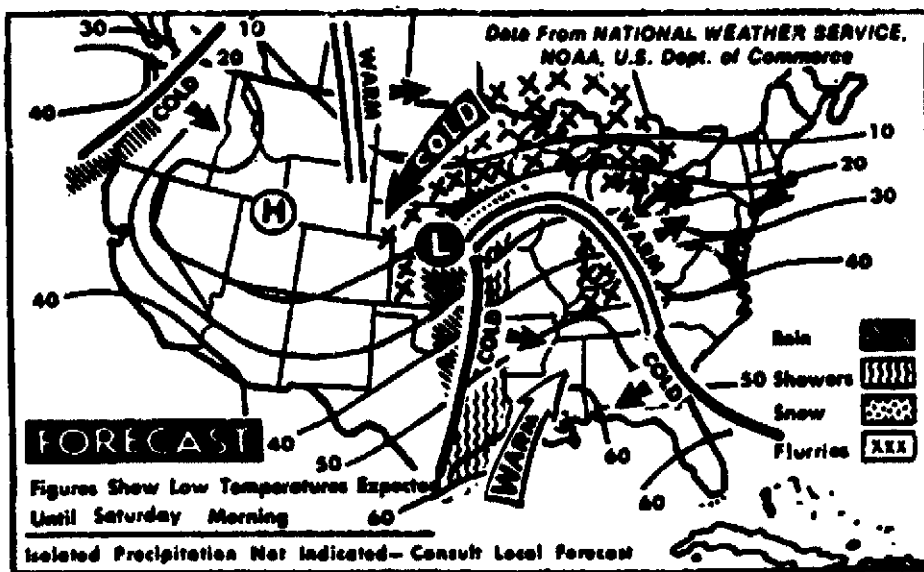 Data From NATIONAL WEATHER SERVICE,
NOAA, U.S. Dept. of Commerce
30
10
20
40
COLD
WARM
COLD
10
20
30
H
L
WARM
40
40
COLD
COLD
Rain
50 Showers
Snow
Flurries
XXX
WARM
60
60
FORECAST
40
50
60
Figures Show Low Temperatures Expected
Until Saturday Morning
Isolated Precipitation Not Indicated— Consult Local Forecast